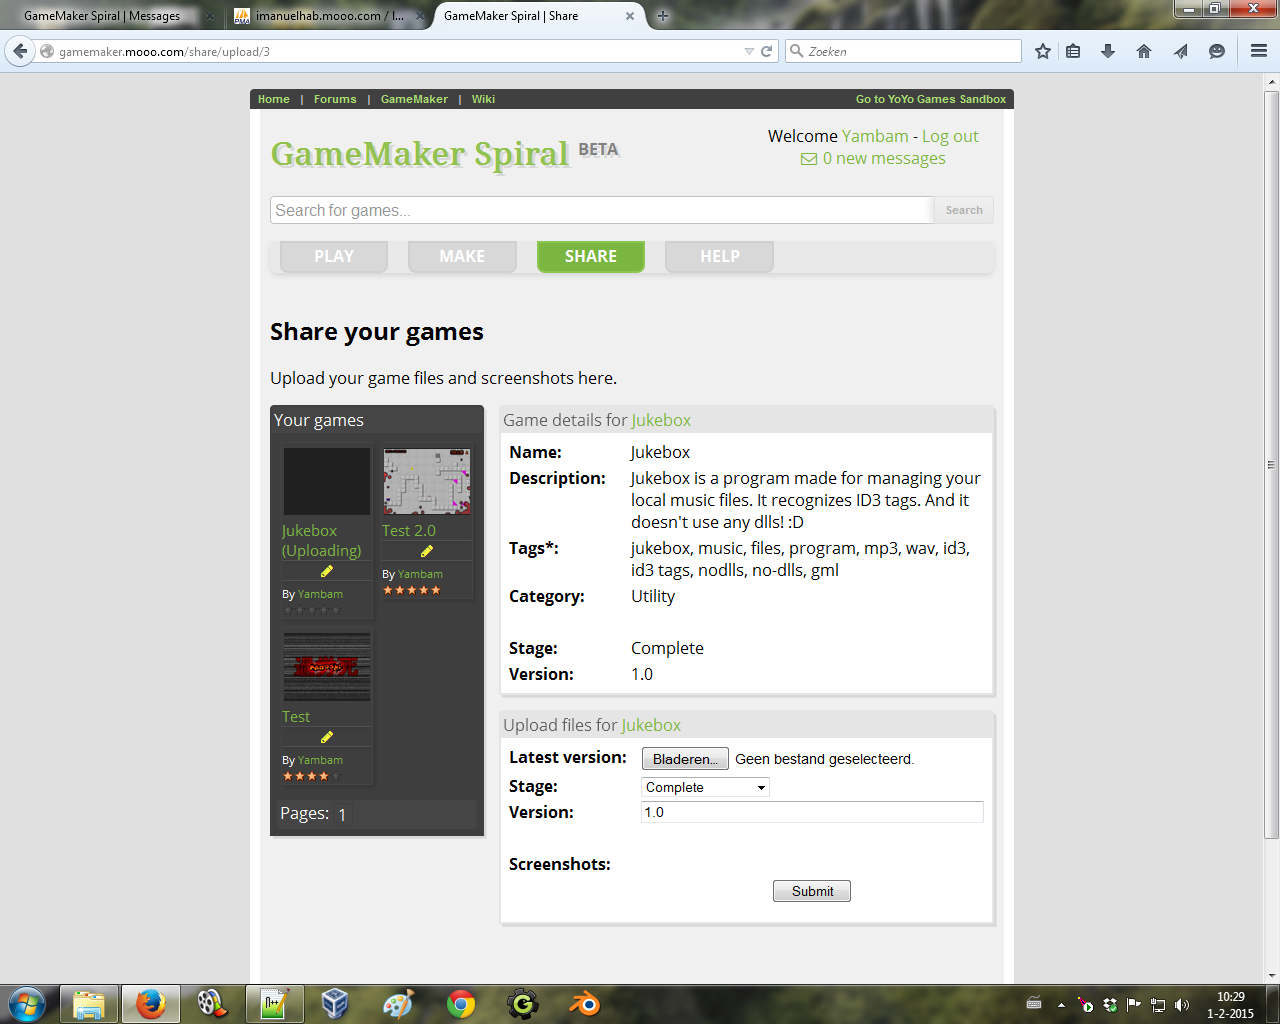 GameMaker Spiral | Messages
imanuelhab.mooo.com / l...
GameMaker Spiral | Share
gamemaker.mooo.com/share/upload/3
Zoeken
Home | Forums | GameMaker | Wiki
Go to YoYo Games Sandbox
GameMaker Spiral BETA
Welcome Yambam - Log out
0 new messages
Search for games...
Search
PLAY
MAKE
SHARE
HELP
Share your games
Upload your game files and screenshots here.
Your games
Jukebox
(Uploading)
By Yambam
Test 2.0
By Yambam
Test
By Yambam
Pages: 1
Game details for Jukebox
Name: Jukebox
Description: Jukebox is a program made for managing your
local music files. It recognizes ID3 tags. And it
doesn't use any dlls! :D
Tags*: jukebox, music, files, program, mp3, wav, id3,
id3 tags, nodlls, no-dlls, gml
Category: Utility
Stage: Complete
Version: 1.0
Upload files for Jukebox
Latest version: Bladeren... Geen bestand geselecteerd.
Stage: Complete
Version: 1.0
Screenshots:
Submit
10:29
1-2-2015